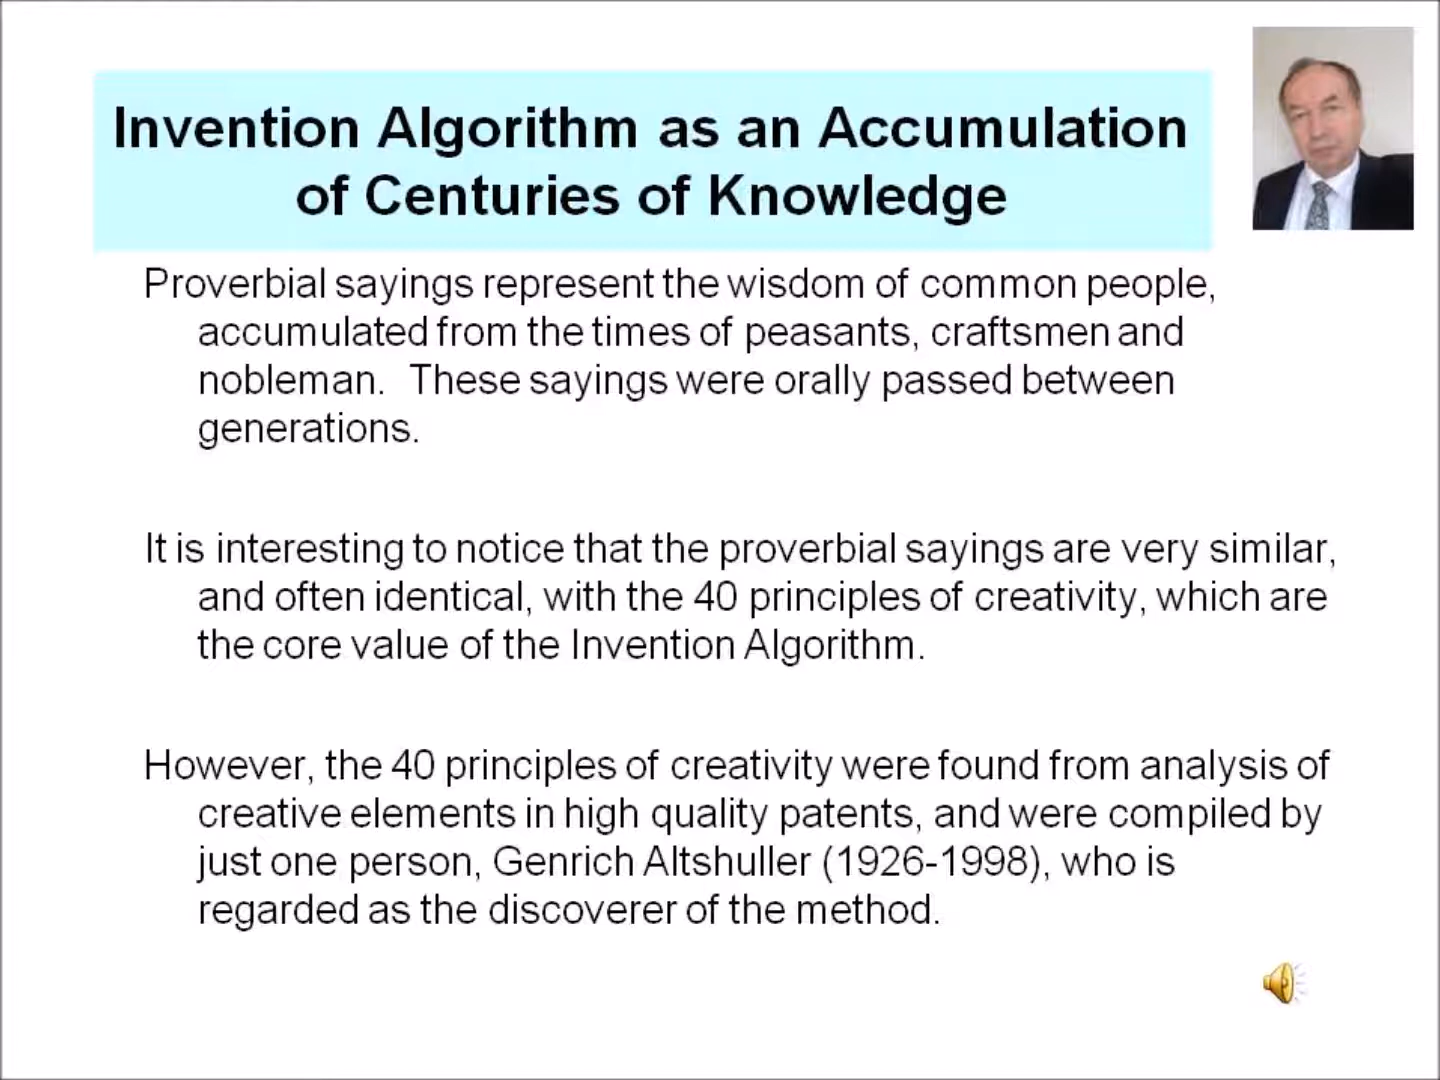 Invention Algorithm as an Accumulation
of Centuries of Knowledge
Proverbial sayings represent the wisdom of common people,
accumulated from the times of peasants, craftsmen and
nobleman. These sayings were orally passed between
generations.
It is interesting to notice that the proverbial sayings are very similar,
and often identical, with the 40 principles of creativity, which are
the core value of the Invention Algorithm.
However, the 40 principles of creativity were found from analysis of
creative elements in high quality patents, and were compiled by
just one person, Genrich Altshuller (1926-1998), who is
regarded as the discoverer of the method.